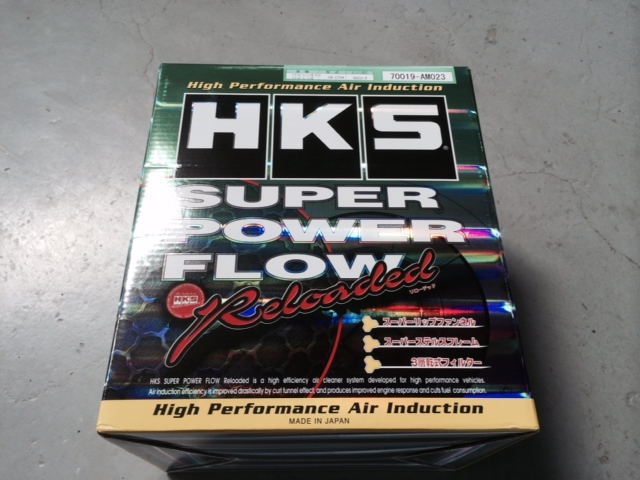 70019-AM023
High Performance Air Induction
HKS
SUPER
POWER
FLOW
Reloaded
リローデッド
HKS
スーパーリップファンネル
スーパーステルスフレーム
3層乾式フィルター
HKS SUPER POWER FLOW Reloaded is a high efficiency air cleaner system developed for high performance vehicles.
Air induction efficiency is improved drastically by curl tunnel effect and produces improved engine response and cuts fuel consumption.
High Performance Air Induction
MADE IN JAPAN